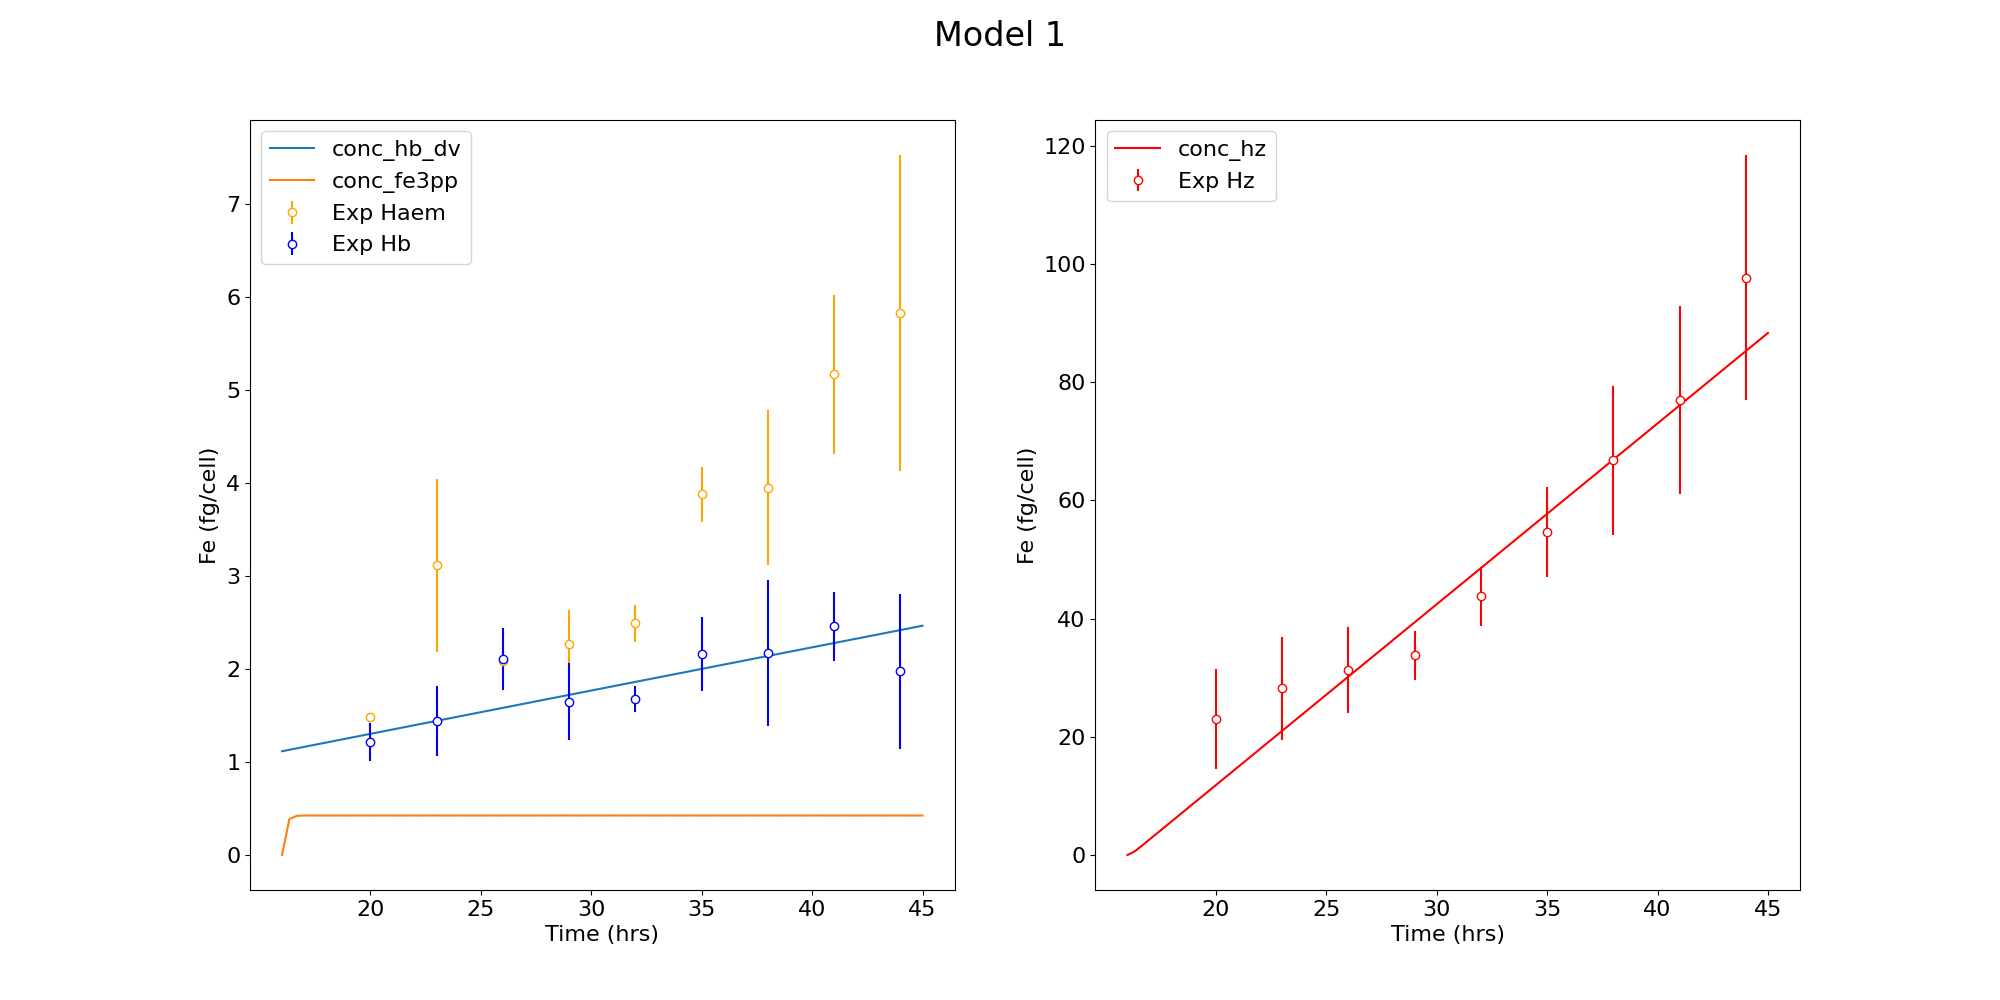 Model 1
conc_hb_dv
conc_fe3pp
Exp Haem
Exp Hb
7
6
5
4
3
2
1
0
Fe (fg/cell)
20 25 30 35 40 45
Time (hrs)
conc_hz
Exp Hz
120
100
80
60
40
20
0
Fe (fg/cell)
20 25 30 35 40 45
Time (hrs)